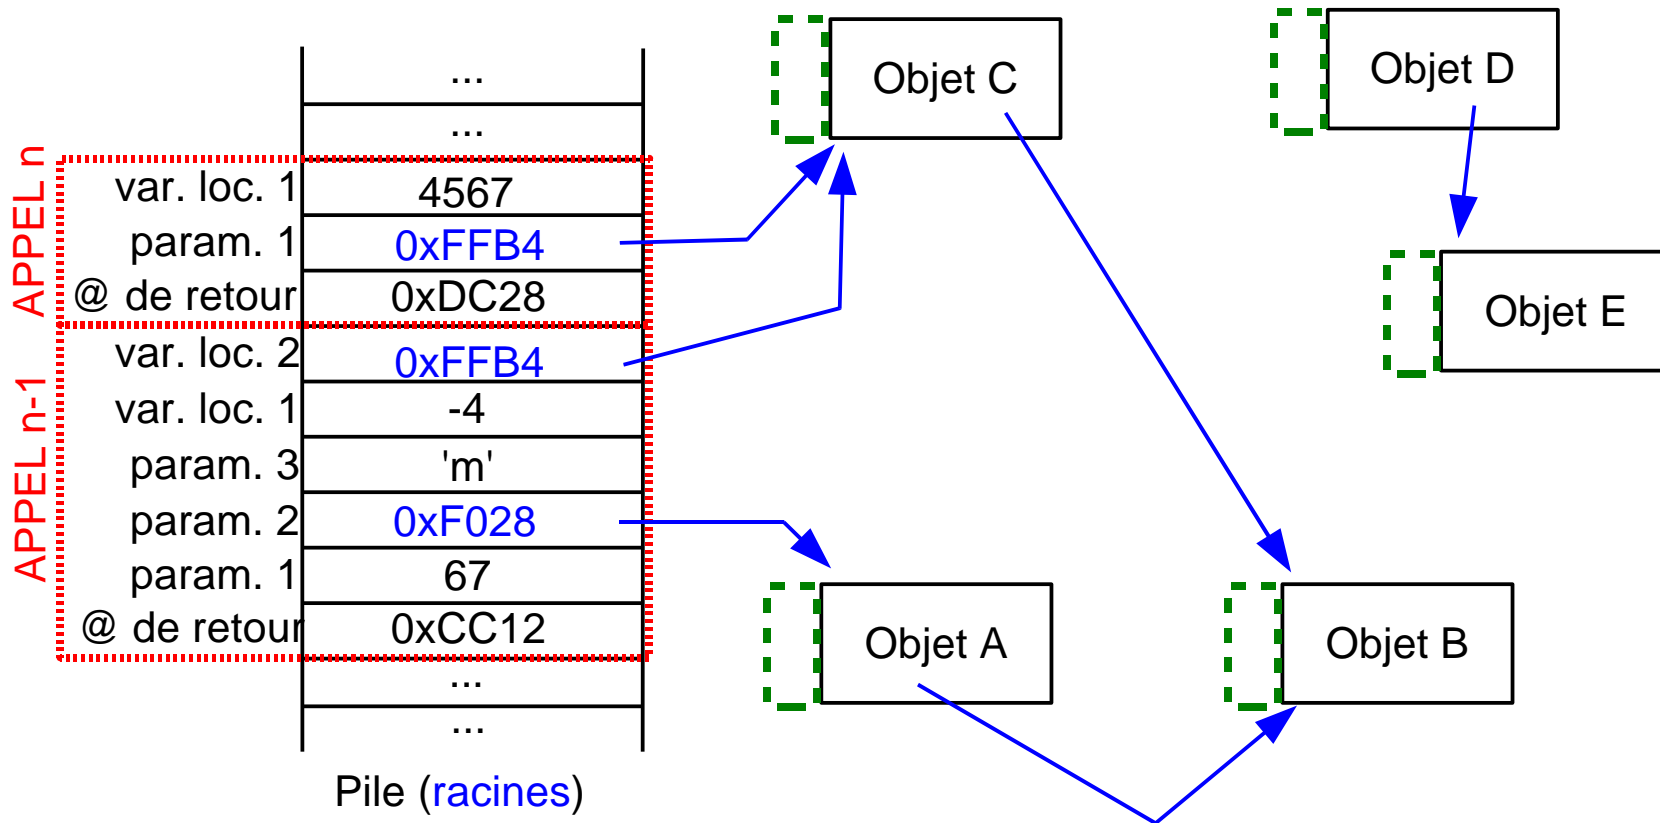 ...
...
APPEL n
var. loc. 1 4567
param. 1 0xFFB4
@ de retour 0xDC28
APPEL n-1
var. loc. 2 0xFFB4
var. loc. 1 -4
param. 3 'm'
param. 2 0xF028
param. 1 67
@ de retour 0xCC12
...
...
Pile (racines)
Objet C
Objet D
Objet E
Objet A
Objet B